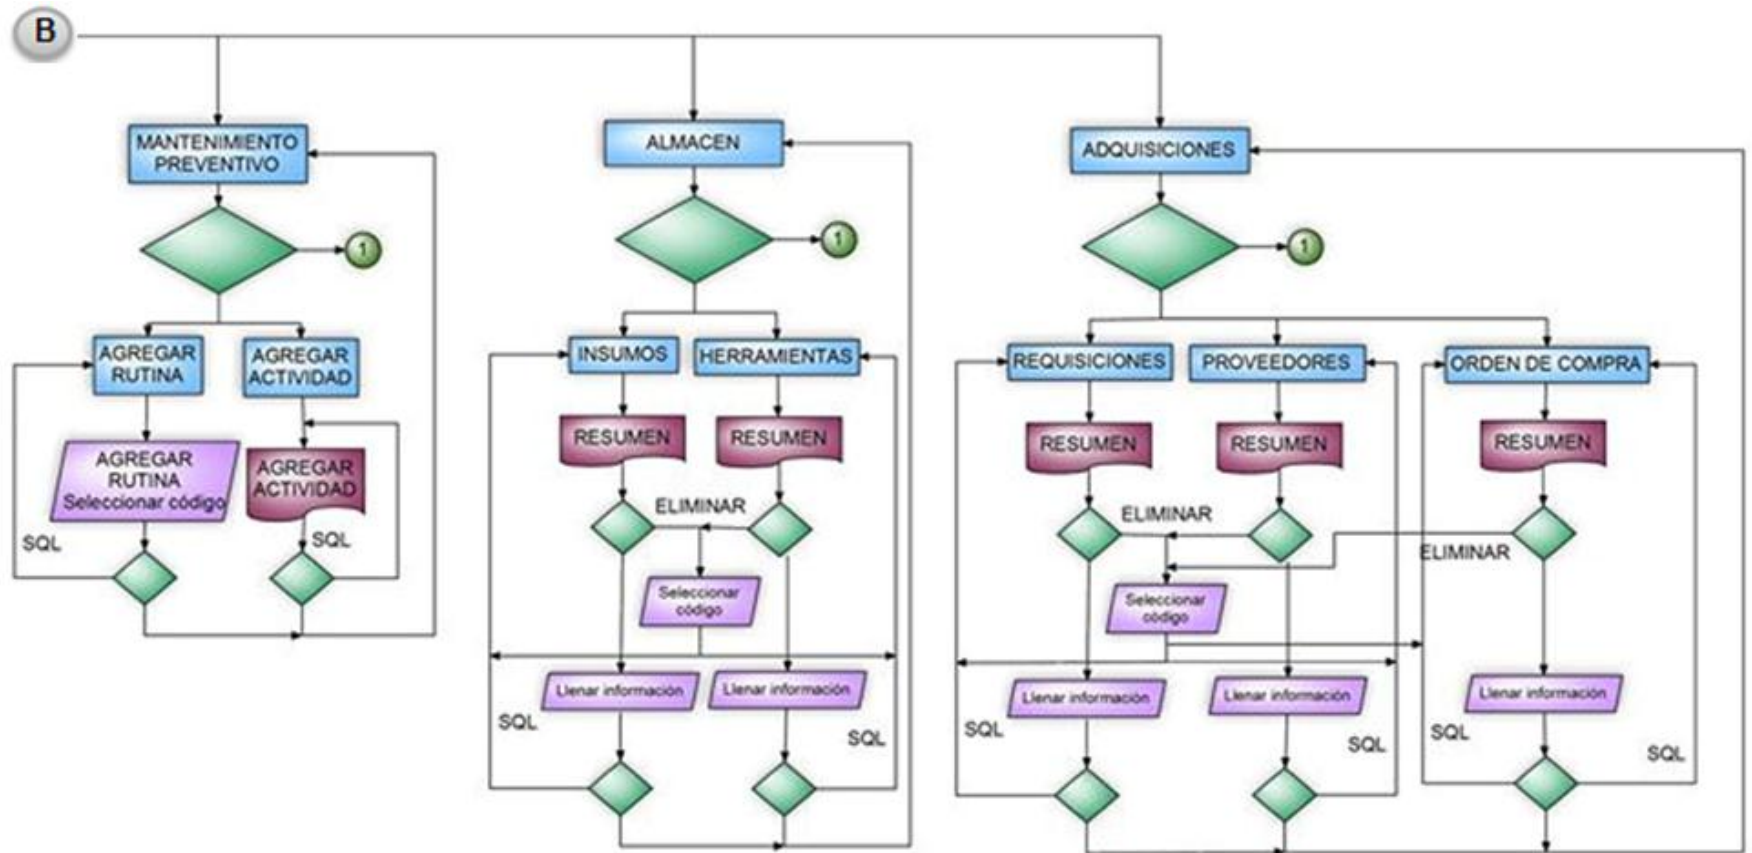 B
MANTENIMIENTO
PREVENTIVO
1
AGREGAR
RUTINA
AGREGAR
ACTIVIDAD
AGREGAR
RUTINA
Seleccionar código
AGREGAR
ACTIVIDAD
SQL
SQL
ALMACEN
1
INSUMOS
HERRAMIENTAS
RESUMEN
RESUMEN
ELIMINAR
Seleccionar
código
Llenar información
Llenar información
SQL
SQL
ADQUISICIONES
1
REQUISICIONES
PROVEEDORES
ORDEN DE COMPRA
RESUMEN
RESUMEN
RESUMEN
ELIMINAR
ELIMINAR
Seleccionar
código
Llenar información
Llenar información
Llenar información
SQL
SQL
SQL
SQL